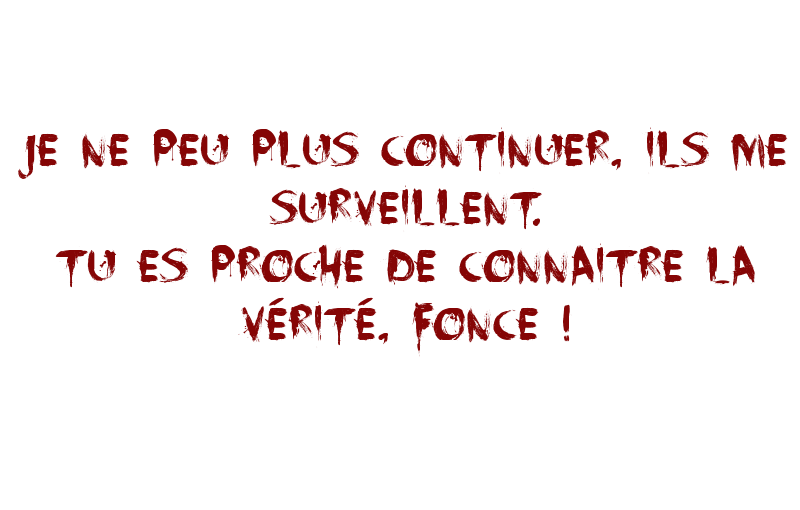 JE NE PEU PLUS CONTINUER, ILS ME
SURVEILLENT.
TU ES PROCHE DE CONNAITRE LA
VÉRITÉ, FONCE !